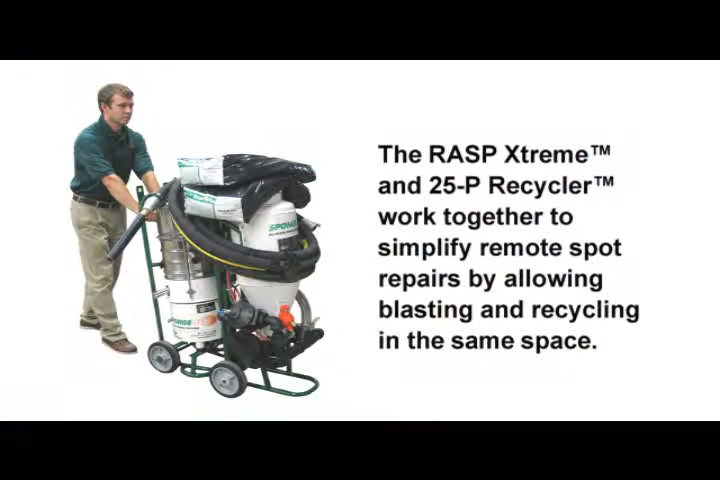 The RASP Xtreme™
and 25-P Recycler™
work together to
simplify remote spot
repairs by allowing
blasting and recycling
in the same space.
SPONGE